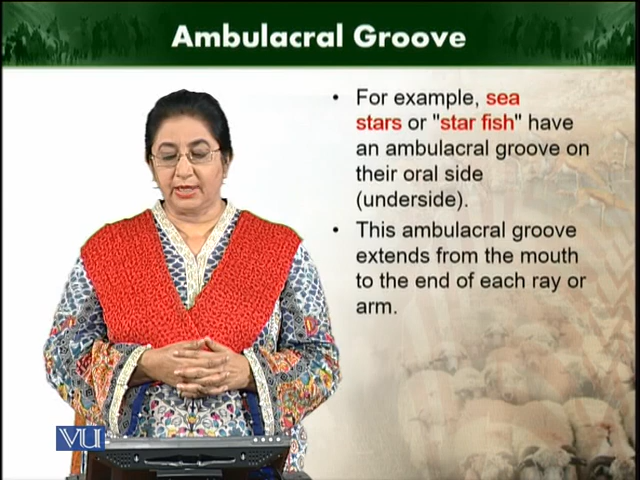 Ambulacral Groove
• For example, sea
stars or "star fish" have
an ambulacral groove on
their oral side
(underside).
• This ambulacral groove
extends from the mouth
to the end of each ray or
arm.
VU